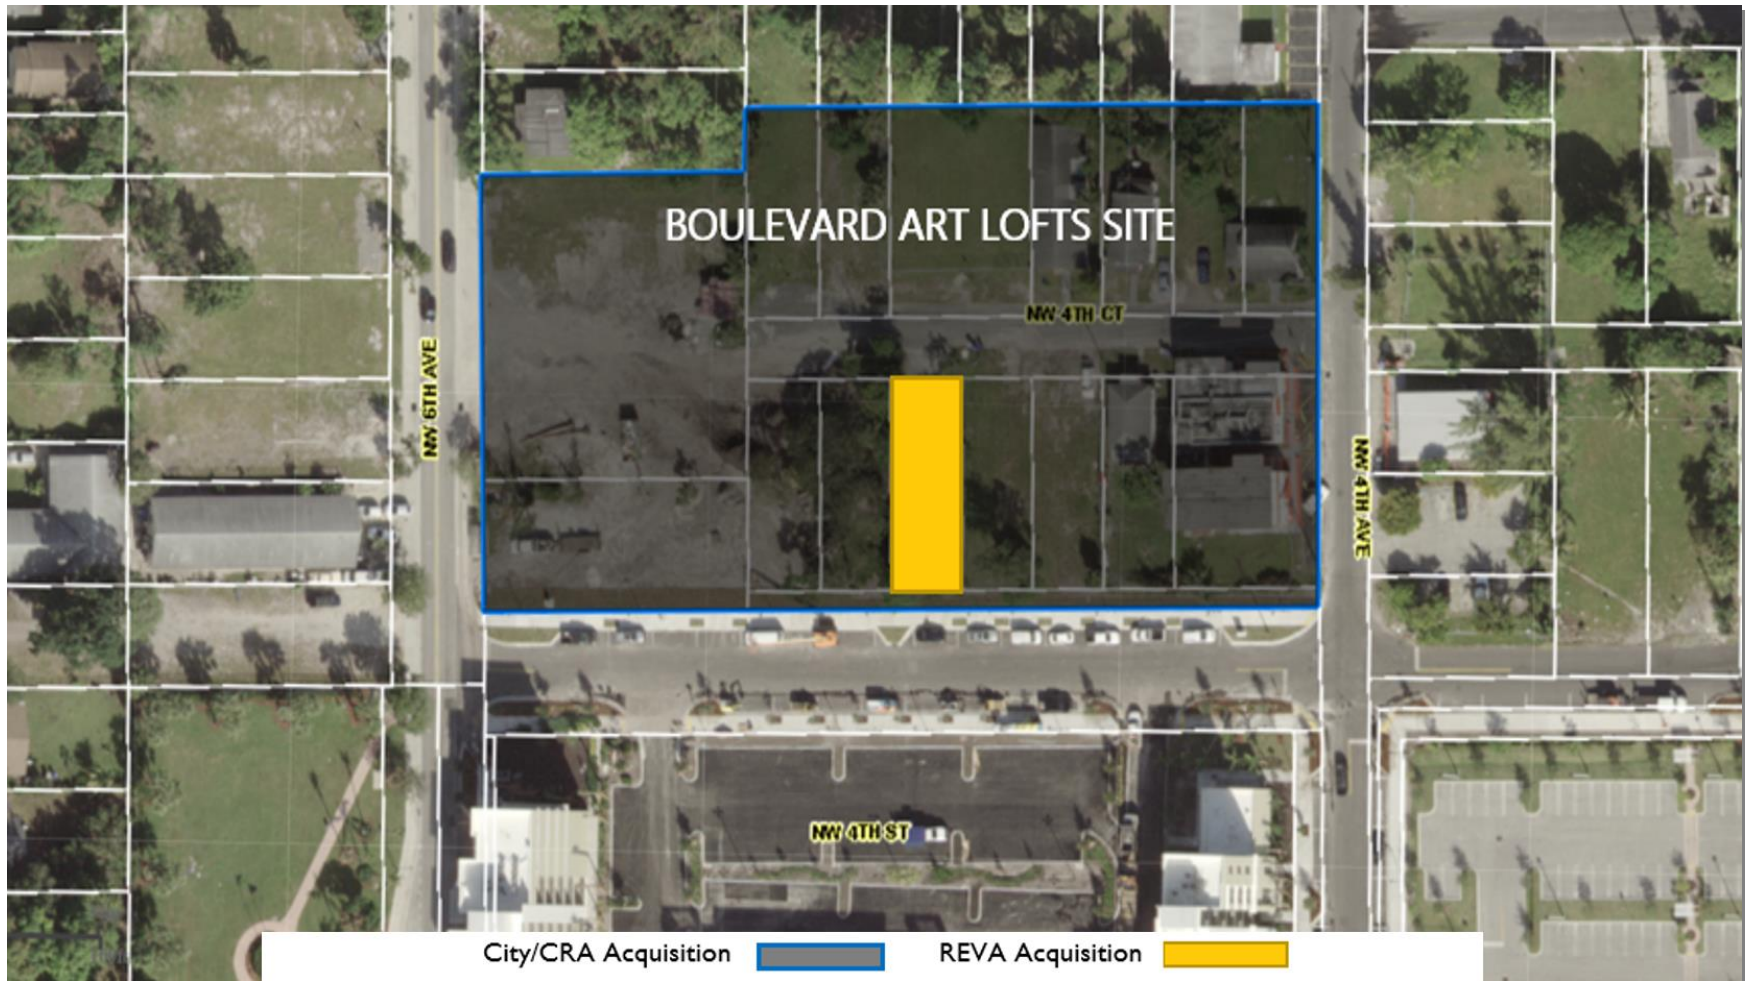 BOULEVARD ART LOFTS SITE
NW 4TH CT
NW 6TH AVE
NW 4TH AVE
NW 4TH ST
City/CRA Acquisition
REVA Acquisition